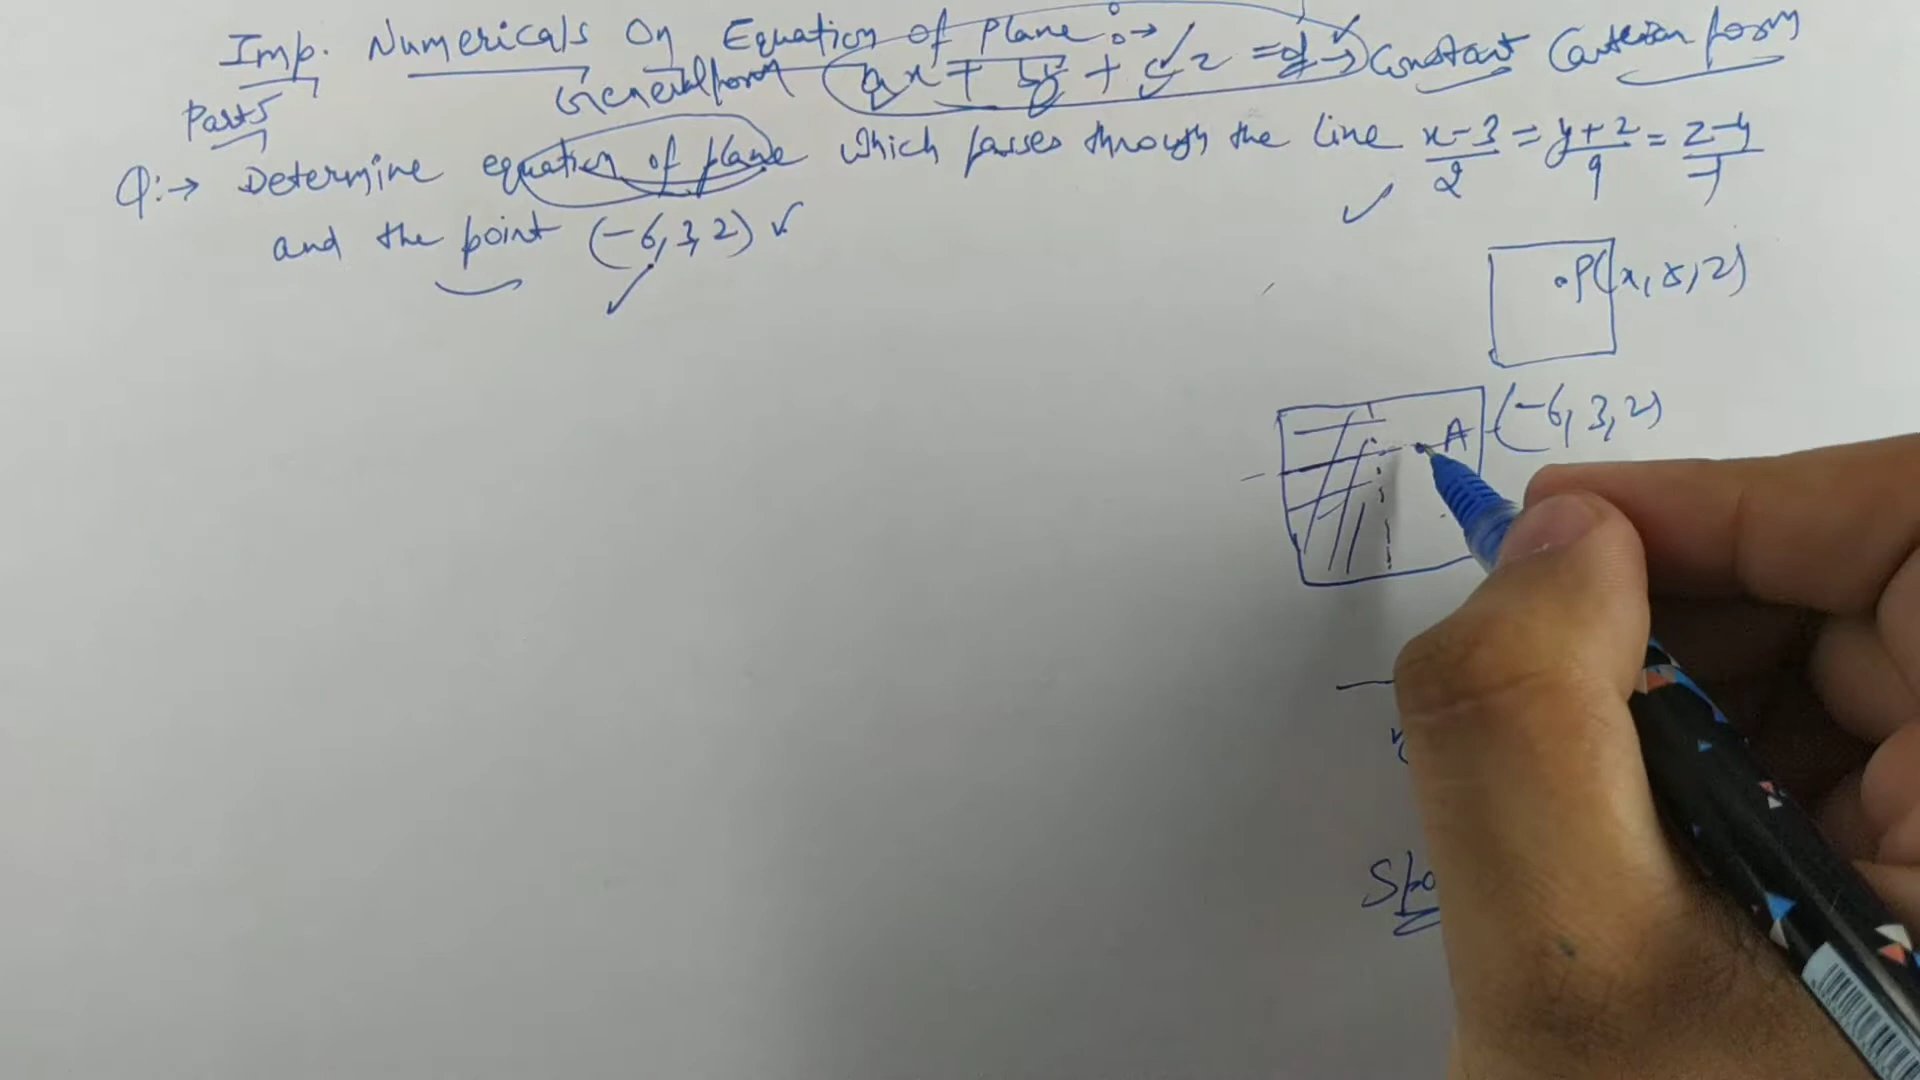 Imp. Numericals On Equation of plane :→
Part 5
General form ax + by + cz = d → Constant Cartesian form
Q:→ Determine equation of plane which passes through the line x-3/2 = y+2/9 = z-4/-1
and the point (-6, 3, 2) ✓
P(x, y, z)
A (-6, 3, 2)